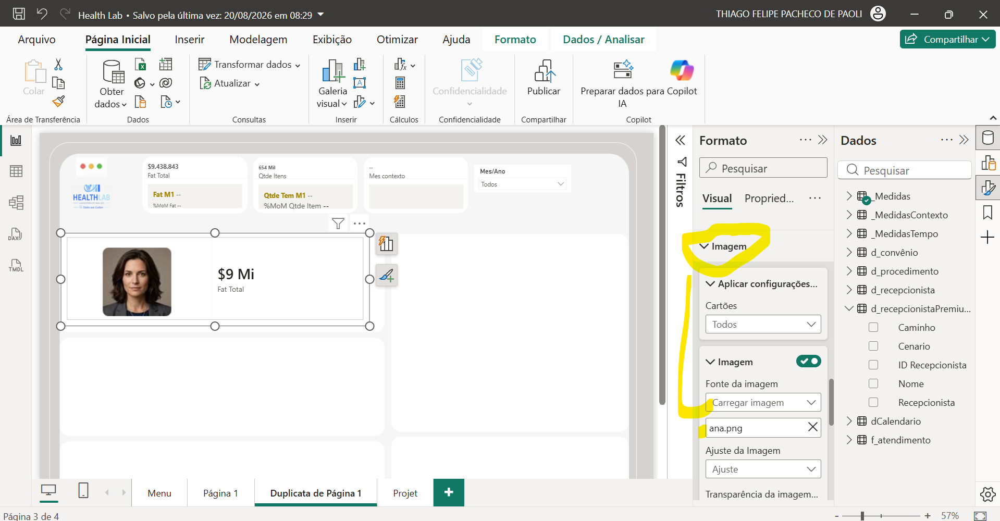 Health Lab • Salvo pela última vez: 20/08/2026 em 08:29
THIAGO FELIPE PACHECO DE PAOLI
Arquivo
Página Inicial
Inserir
Modelagem
Exibição
Otimizar
Ajuda
Formato
Dados / Analisar
Compartilhar
Colar
Área de Transferência
Obter dados
Dados
Transformar dados
Atualizar
Consultas
Galeria visual
Inserir
Cálculos
Confidencialidade
Confidencialidade
Publicar
Compartilhar
Preparar dados para IA
Copilot
Copilot
DAX
TMDL
HEALTHLAB
$9.438.843
Fat Total
Fat M1 --
%MoM Fat --
654 Mil
Qtde Itens
Qtde Tem M1 --
%MoM Qtde Item --
--
Mes contexto
Mes/Ano
Todos
$9 Mi
Fat Total
Filtros
Formato
Pesquisar
Visual
Propried...
Imagem
Aplicar configurações...
Cartões
Todos
Imagem
Fonte da imagem
Carregar imagem
ana.png
Ajuste da Imagem
Ajuste
Transparência da imagem...
Dados
Pesquisar
_Medidas
_MedidasContexto
_MedidasTempo
d_convênio
d_procedimento
d_recepcionista
d_recepcionistaPremiu...
Caminho
Cenario
ID Recepcionista
Nome
Recepcionista
dCalendario
f_atendimento
Menu
Página 1
Duplicata de Página 1
Projet
Página 3 de 4
- + 57%